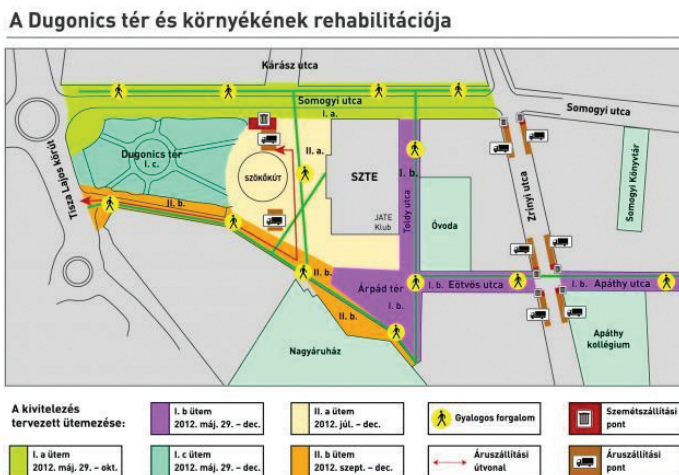 A Dugonics tér és környékének rehabilitációja
Kárász utca
Somogyi utca
I. a.
Somogyi utca
Dugonics tér
I. c.
Tisza Lajos körút
SZÖKŐKÚT
II. a.
SZTE
JATE
Klub
I. b.
Toldy utca
Óvoda
Zrínyi utca
Somogyi Könyvtár
II. b.
II. b.
Árpád tér
I. b.
I. b. Eötvös utca
I. b. Apáthy utca
II. b.
Nagyáruház
Apáthy
kollégium
A kivitelezés
tervezett ütemezése:
I. b ütem
2012. máj. 29. – dec.
II. a ütem
2012. júl. – dec.
Gyalogos forgalom
Szemétszállítási
pont
I. a ütem
2012. máj. 29. – okt.
I. c ütem
2012. máj. 29. – dec.
II. b ütem
2012. szept. – dec.
Áruszállítási
útvonal
Áruszállítási
pont